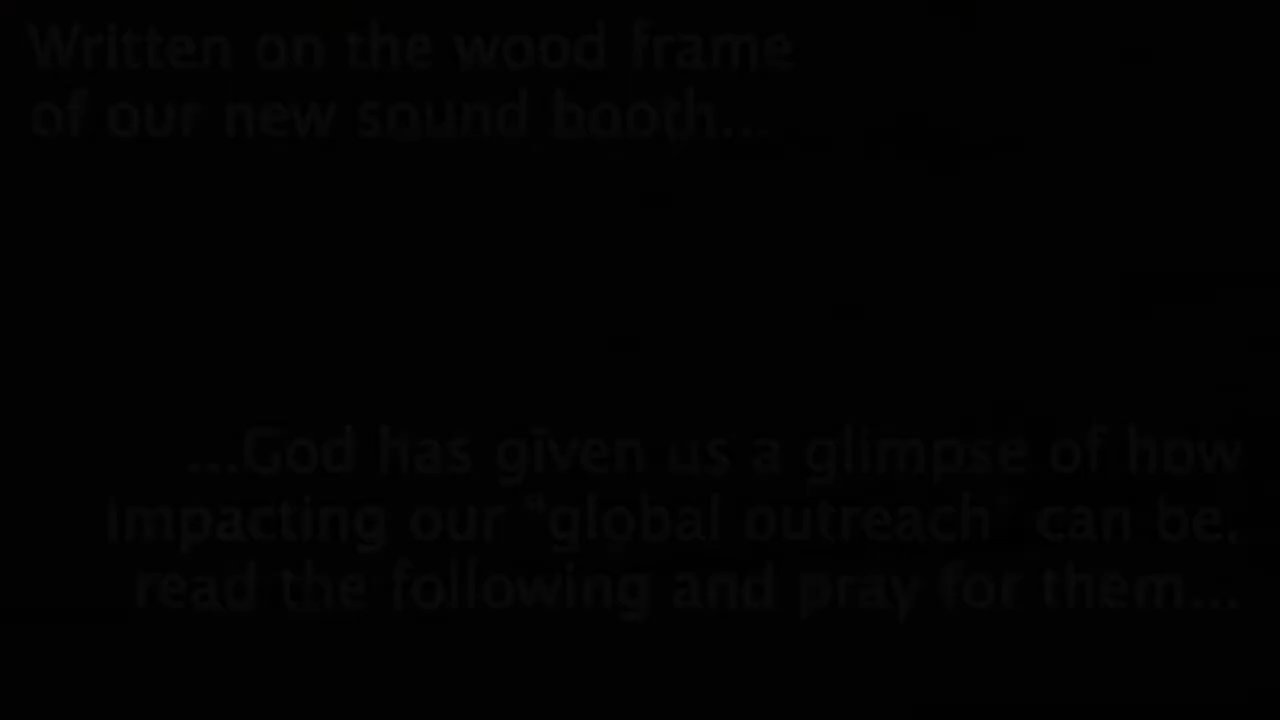 Written on the wood frame
of our new sound booth...
...God has given us a glimpse of how
impacting our "global outreach" can be,
read the following and pray for them...